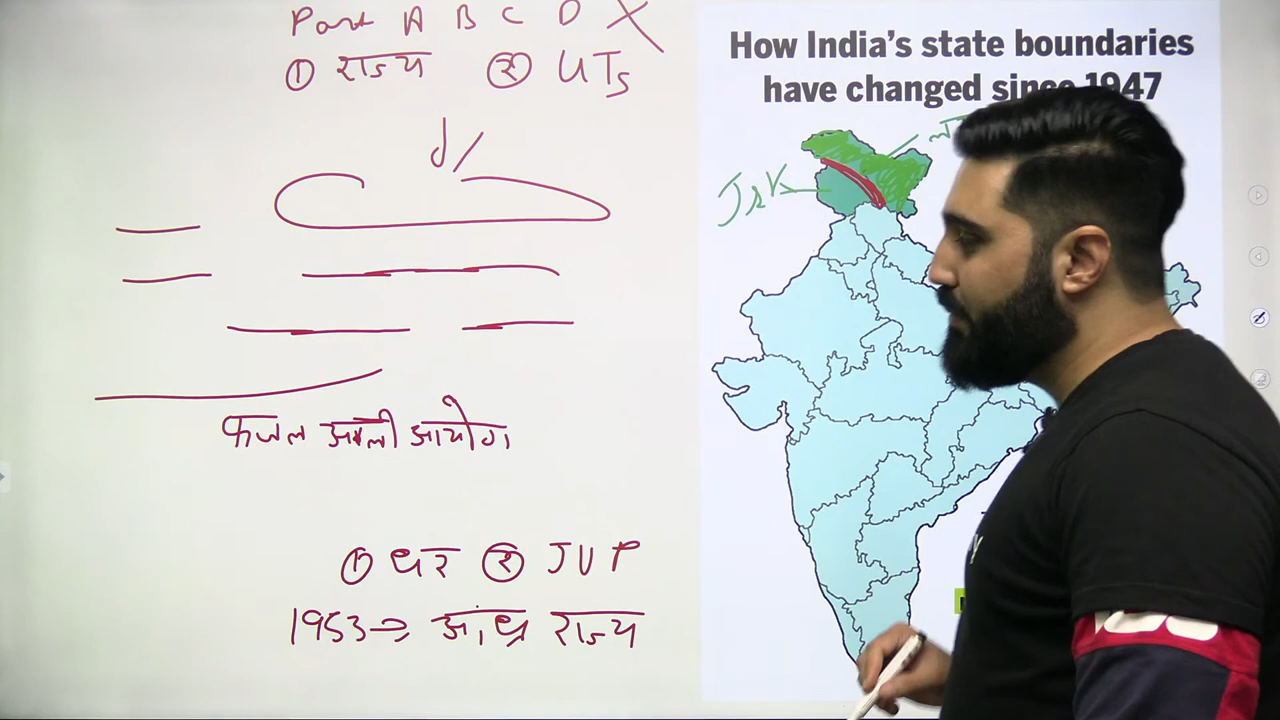 Part A B C D
① राज्य ② UTs
फजल अली आयोग
① धर ② JVP
1953 → आंध्र राज्य
How India's state boundaries
have changed since 1947
J&K